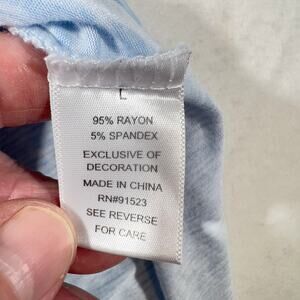 L
95% RAYON
5% SPANDEX
EXCLUSIVE OF
DECORATION
MADE IN CHINA
RN#91523
SEE REVERSE
FOR CARE